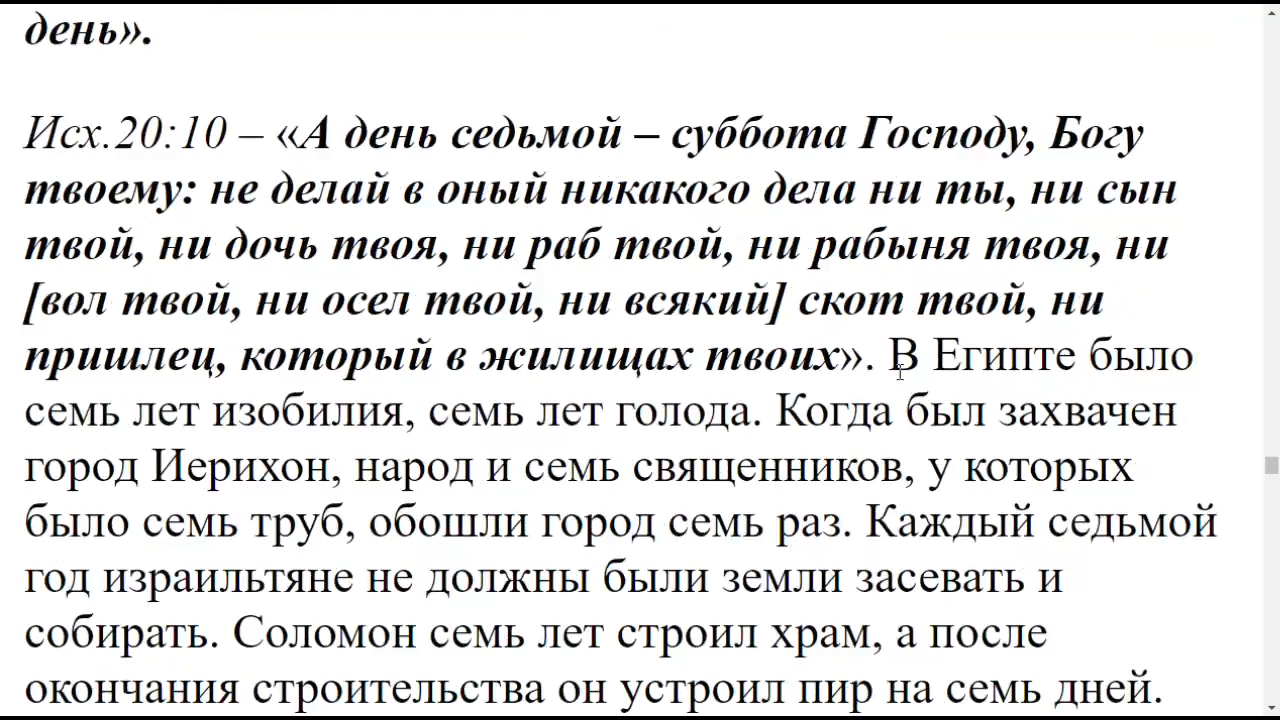 день».
Исх.20:10 – «А день седьмой – суббота Господу, Богу
твоему: не делай в оный никакого дела ни ты, ни сын
твой, ни дочь твоя, ни раб твой, ни рабыня твоя, ни
[вол твой, ни осел твой, ни всякий] скот твой, ни
пришлец, который в жилищах твоих». В Египте было
семь лет изобилия, семь лет голода. Когда был захвачен
город Иерихон, народ и семь священников, у которых
было семь труб, обошли город семь раз. Каждый седьмой
год израильтяне не должны были земли засевать и
собирать. Соломон семь лет строил храм, а после
окончания строительства он устроил пир на семь дней.